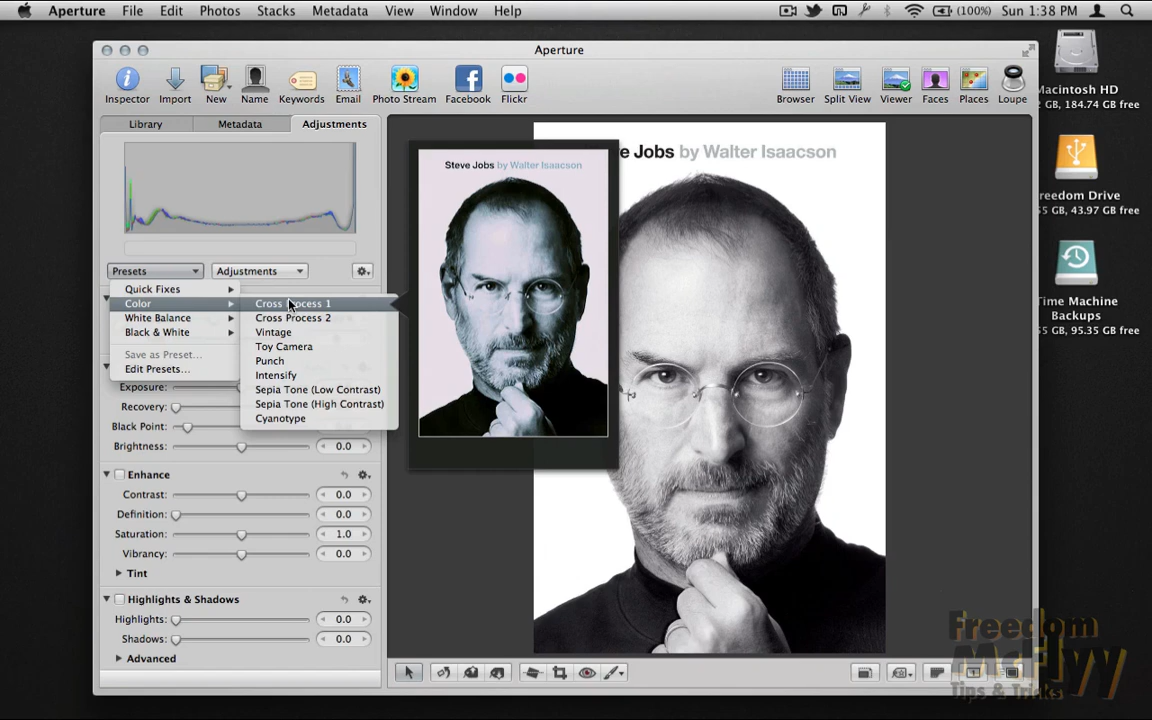 Aperture File Edit Photos Stacks Metadata View Window Help (100%) Sun 1:38 PM
Aperture
Inspector Import New Name Keywords Email Photo Stream Facebook Flickr Browser Split View Viewer Faces Places Loupe
Library Metadata Adjustments
Presets Adjustments
Quick Fixes
Color
White Balance
Black & White
Save as Preset...
Edit Presets...
Cross Process 1
Cross Process 2
Vintage
Toy Camera
Punch
Intensify
Sepia Tone (Low Contrast)
Sepia Tone (High Contrast)
Cyanotype
Exposure:
Recovery:
Black Point:
Brightness: 0.0
Enhance
Contrast: 0.0
Definition: 0.0
Saturation: 1.0
Vibrancy: 0.0
Tint
Highlights & Shadows
Highlights: 0.0
Shadows: 0.0
Advanced
Steve Jobs by Walter Isaacson
ve Jobs by Walter Isaacson
Macintosh HD
2 GB, 184.74 GB free
reedom Drive
55 GB, 43.97 GB free
Time Machine
Backups
55 GB, 95.35 GB free
Freedom
McFlyy
Tips & Tricks